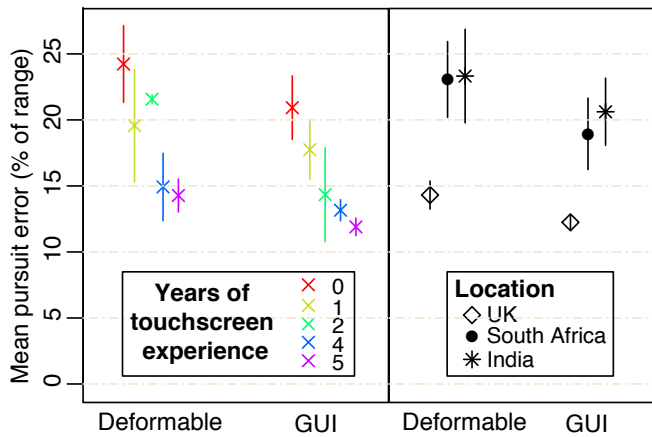 Mean pursuit error (% of range)
25
20
15
10
5
0
Years of
touchscreen
experience
0
1
2
4
5
Location
UK
South Africa
India
Deformable
GUI
Deformable
GUI